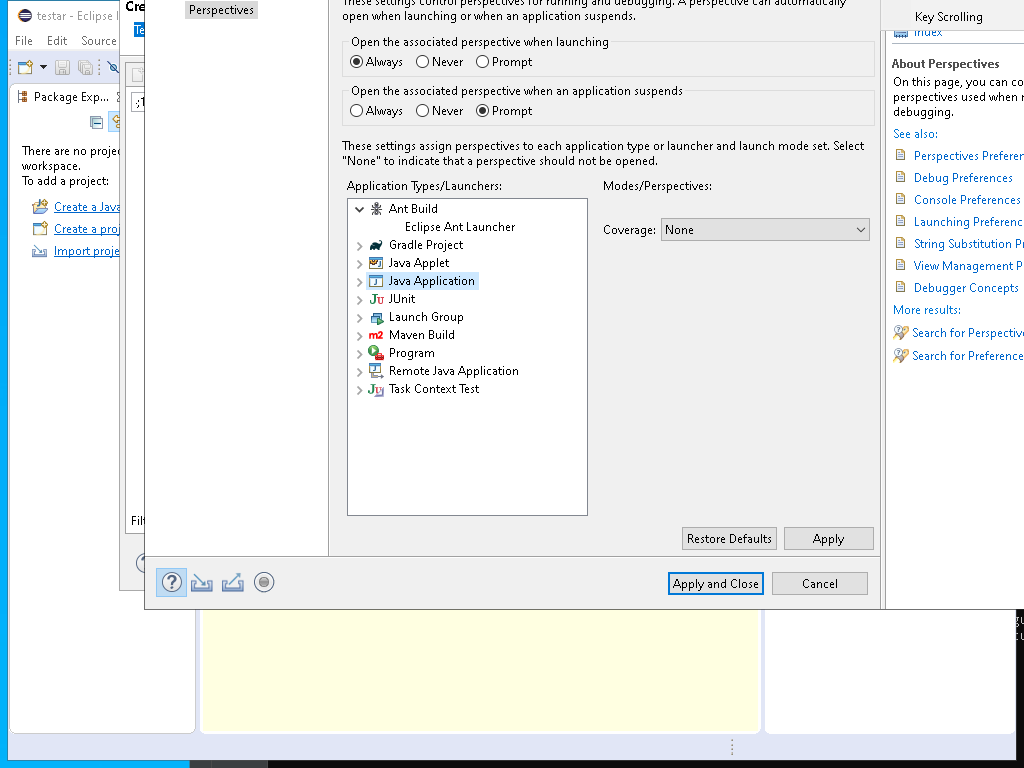 testar - Eclipse I
File Edit Source
Package Exp...
There are no proje
workspace.
To add a project:
Create a Java
Create a proj
Import proje
Cre
Te
Filt
Perspectives
These settings control perspectives for running and debugging. A perspective can automatically
open when launching or when an application suspends.
Open the associated perspective when launching
Always Never Prompt
Open the associated perspective when an application suspends
Always Never Prompt
These settings assign perspectives to each application type or launcher and launch mode set. Select
"None" to indicate that a perspective should not be opened.
Application Types/Launchers:
Modes/Perspectives:
Ant Build
Eclipse Ant Launcher
Gradle Project
Java Applet
Java Application
JUnit
Launch Group
Maven Build
Program
Remote Java Application
Task Context Test
Coverage: None
Restore Defaults
Apply
Apply and Close
Cancel
Key Scrolling
Index
About Perspectives
On this page, you can co
perspectives used when r
debugging.
See also:
Perspectives Preferen
Debug Preferences
Console Preferences
Launching Preferenc
String Substitution P
View Management P
Debugger Concepts
More results:
Search for Perspective
Search for Preference